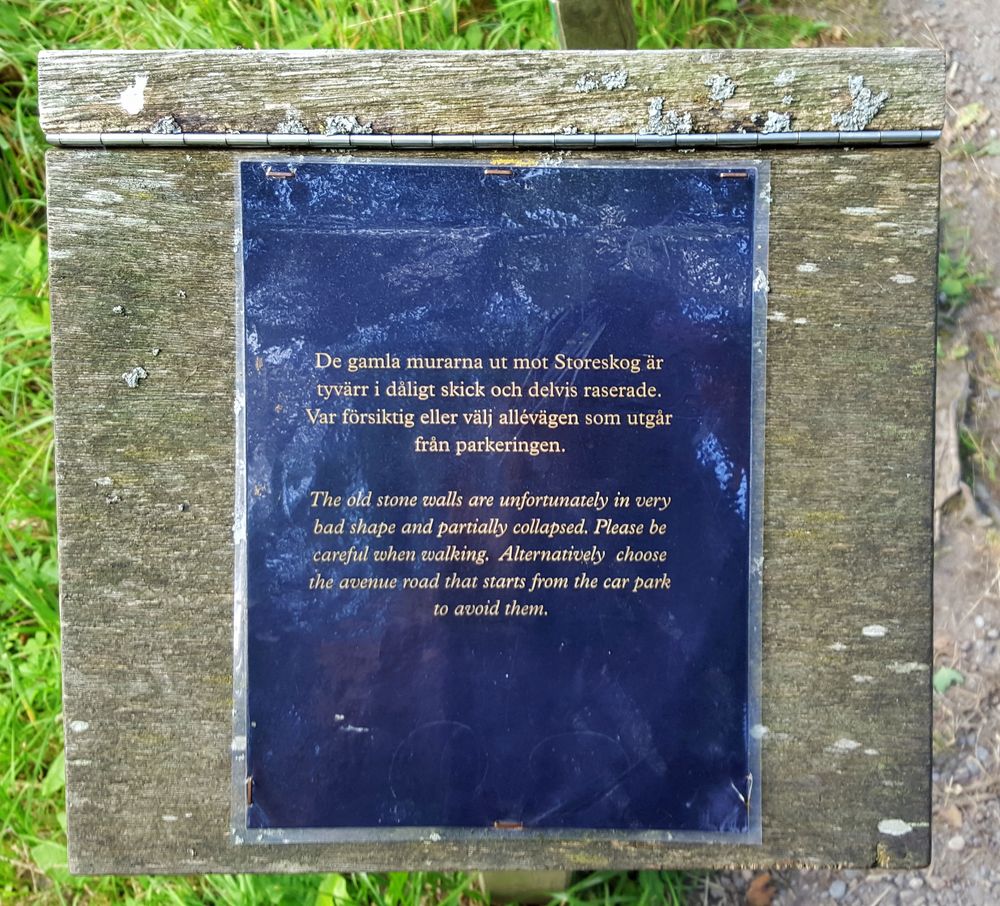 De gamla murarna ut mot Storeskog är
tyvärr i dåligt skick och delvis raserade.
Var försiktig eller välj allévägen som utgår
från parkeringen.
The old stone walls are unfortunately in very
bad shape and partially collapsed. Please be
careful when walking. Alternatively choose
the avenue road that starts from the car park
to avoid them.